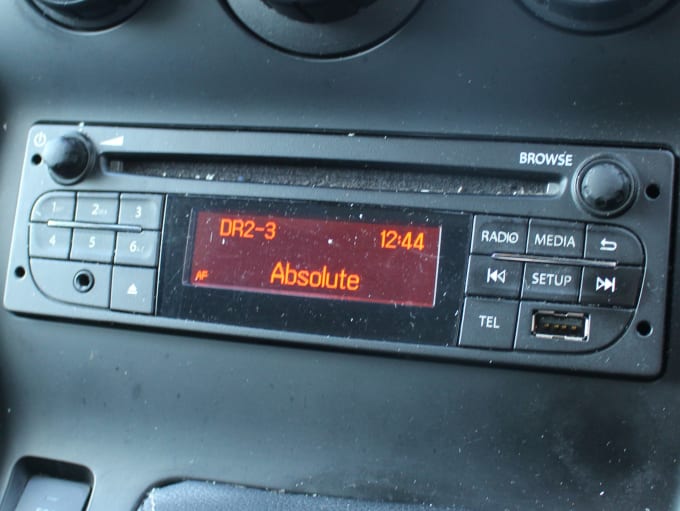 BROWSE
1 2 3
4 5 6
DR2-3 12:44
AF Absolute
RADIO MEDIA
SETUP
TEL